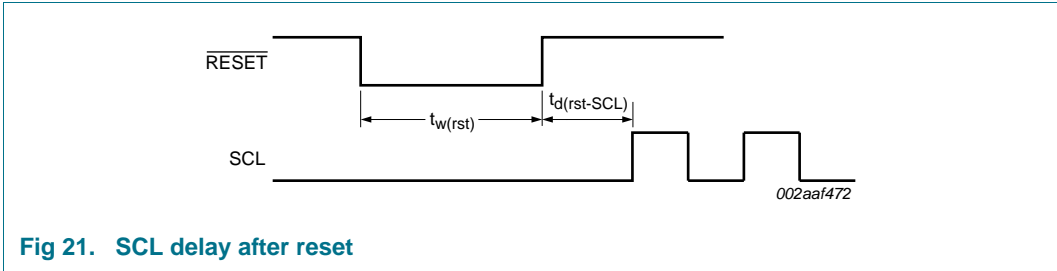 RESET
t_d(rst-SCL)
t_w(rst)
SCL
002aaf472
Fig 21. SCL delay after reset